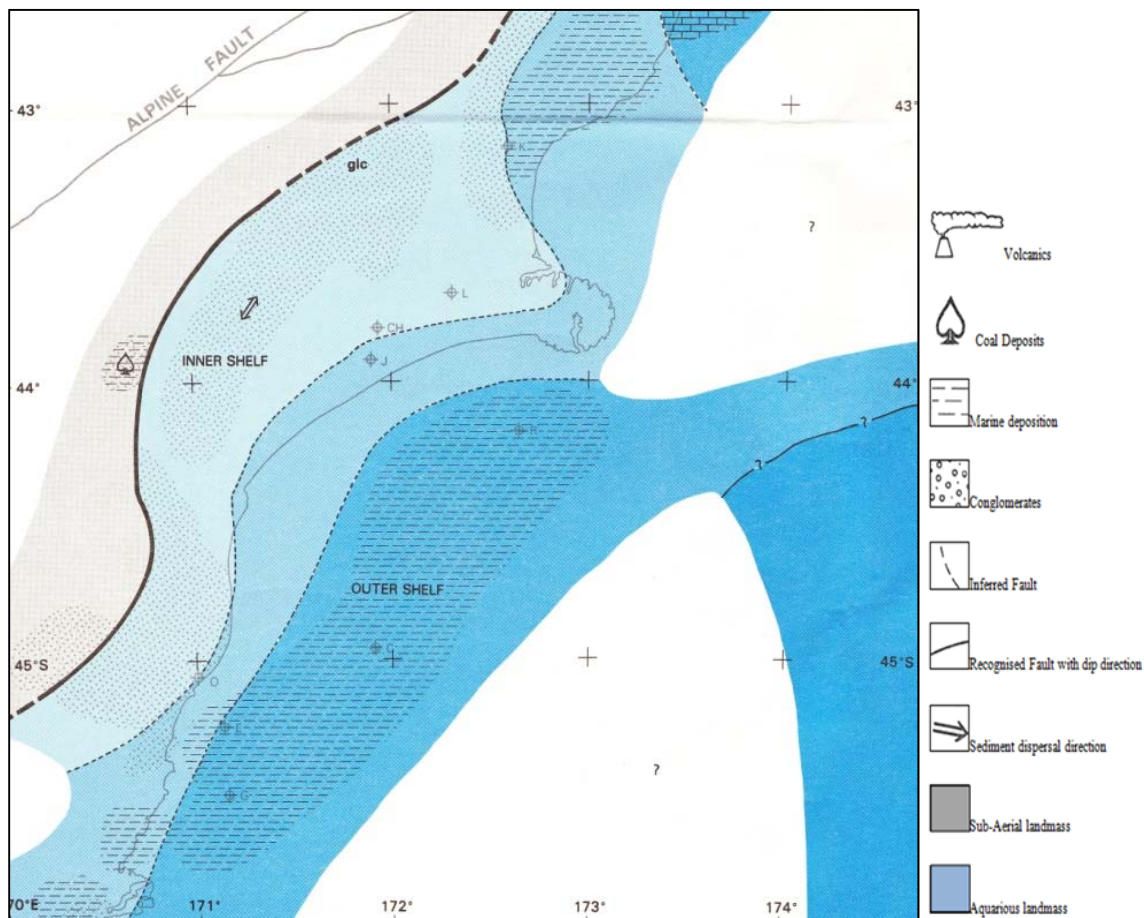 ALPINE FAULT
43°
43°
K
glc
?
L
CH
INNER SHELF
J
44°
44°
?
?
OUTER SHELF
C
45°S
45°S
O
E
?
G
70°E
171°
172°
173°
174°
Volcanics
Coal Deposits
Marine deposition
Conglomerates
Inferred Fault
Recognised Fault with dip direction
Sediment dispersal direction
Sub-Aerial landmass
Aquarious landmass